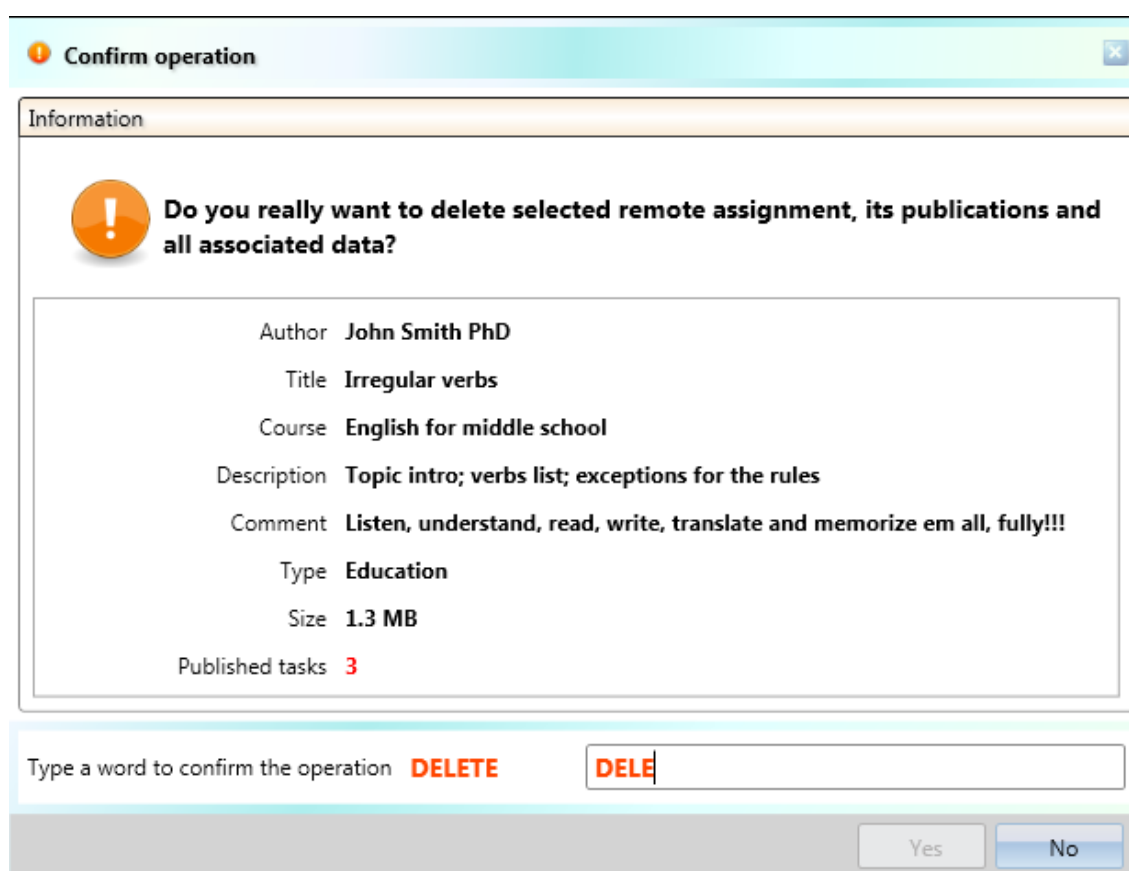 Confirm operation
Information
Do you really want to delete selected remote assignment, its publications and
all associated data?
Author John Smith PhD
Title Irregular verbs
Course English for middle school
Description Topic intro; verbs list; exceptions for the rules
Comment Listen, understand, read, write, translate and memorize em all, fully!!!
Type Education
Size 1.3 MB
Published tasks 3
Type a word to confirm the operation DELETE DELE
Yes No